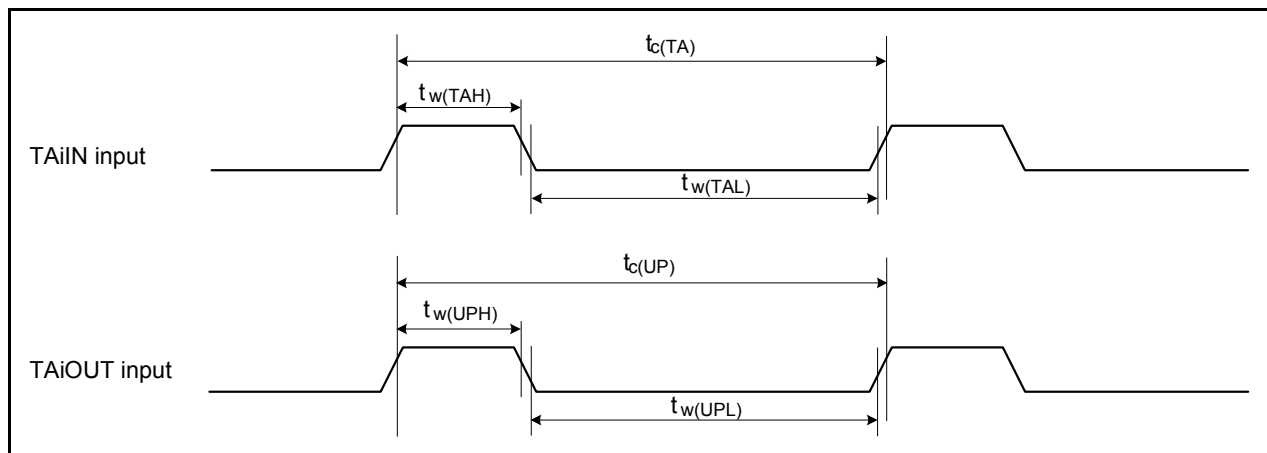 tc(TA)
tw(TAH)
TAiIN input
tw(TAL)
tc(UP)
tw(UPH)
TAiOUT input
tw(UPL)